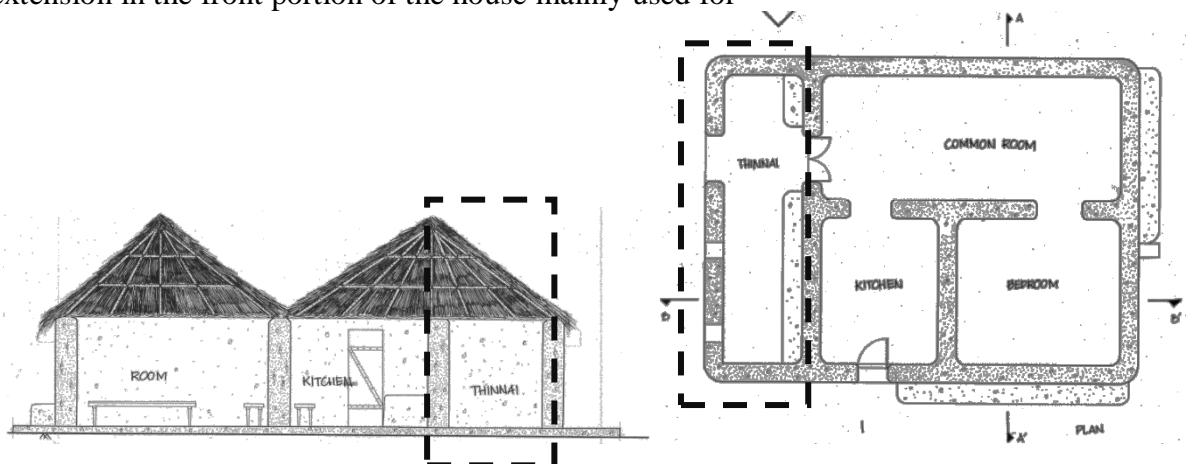 extension in the front portion of the house mainly used for
A
COMMON ROOM
THINNAI
KITCHEN
BEDROOM
ROOM
KITCHEN
THINNAI
A'
PLAN